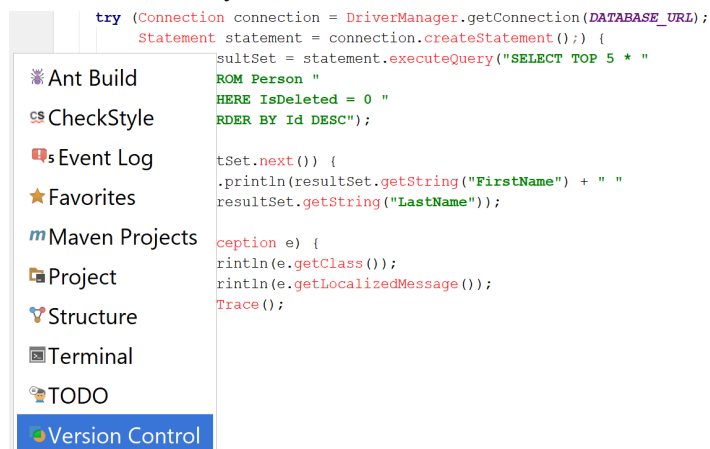 try (Connection connection = DriverManager.getConnection(DATABASE_URL);
Statement statement = connection.createStatement();) {
sultSet = statement.executeQuery("SELECT TOP 5 * "
ROM Person "
HERE IsDeleted = 0 "
RDER BY Id DESC");
tSet.next()) {
.println(resultSet.getString("FirstName") + " "
resultSet.getString("LastName"));
ception e) {
rintln(e.getClass());
rintln(e.getLocalizedMessage());
Trace();
Ant Build
CS CheckStyle
5 Event Log
Favorites
m Maven Projects
Project
Structure
Terminal
TODO
Version Control